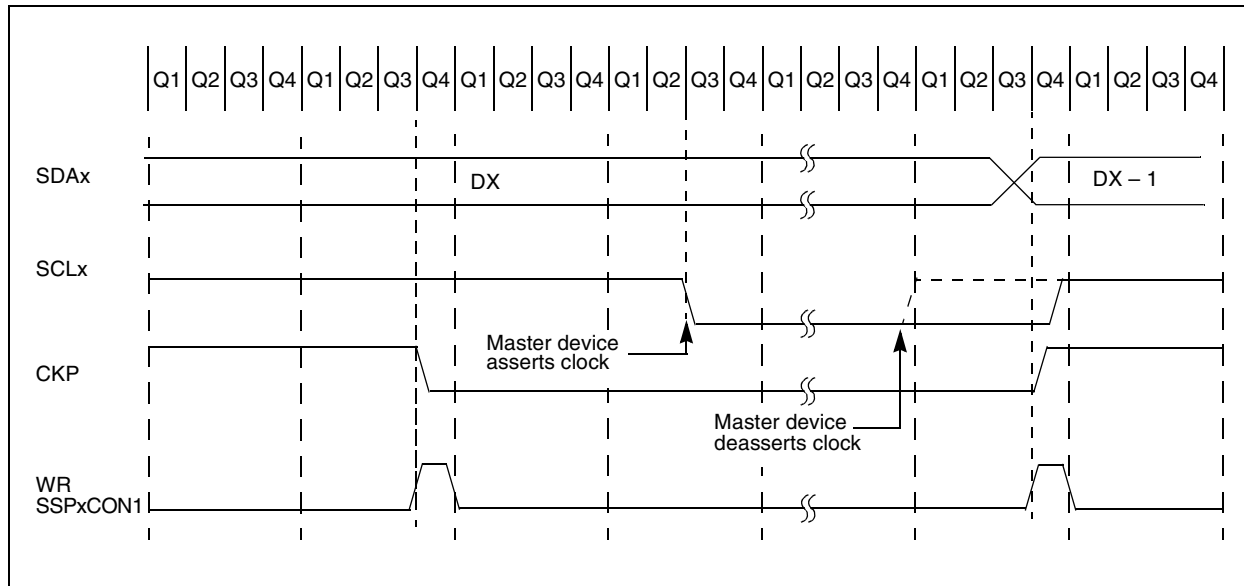 Q1 Q2 Q3 Q4 Q1 Q2 Q3 Q4 Q1 Q2 Q3 Q4 Q1 Q2 Q3 Q4 Q1 Q2 Q3 Q4 Q1 Q2 Q3 Q4 Q1 Q2 Q3 Q4
SDAx
DX
DX – 1
SCLx
Master device
asserts clock
CKP
Master device
deasserts clock
WR
SSPxCON1